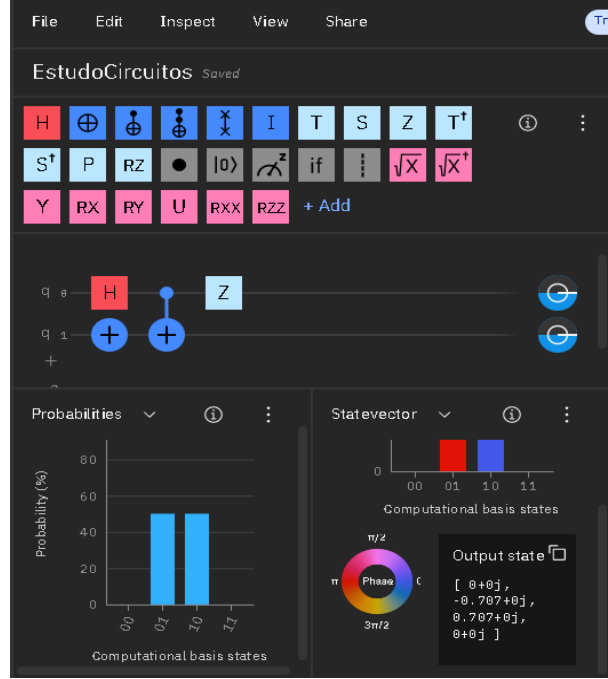 File Edit Inspect View Share Tr
EstudoCircuitos Saved
H I T S Z T†
S† P RZ |0⟩ z if √X √X†
Y RX RY U RXX RZZ + Add
q 0 H Z
q 1 + +
+
Probabilities
Probability (%)
80
60
40
20
0
00 01 10 11
Computational basis states
Statevector
0
00 01 10 11
Computational basis states
π/2
π Phase 0
3π/2
Output state
[ 0+0j,
-0.707+0j,
0.707+0j,
0+0j ]